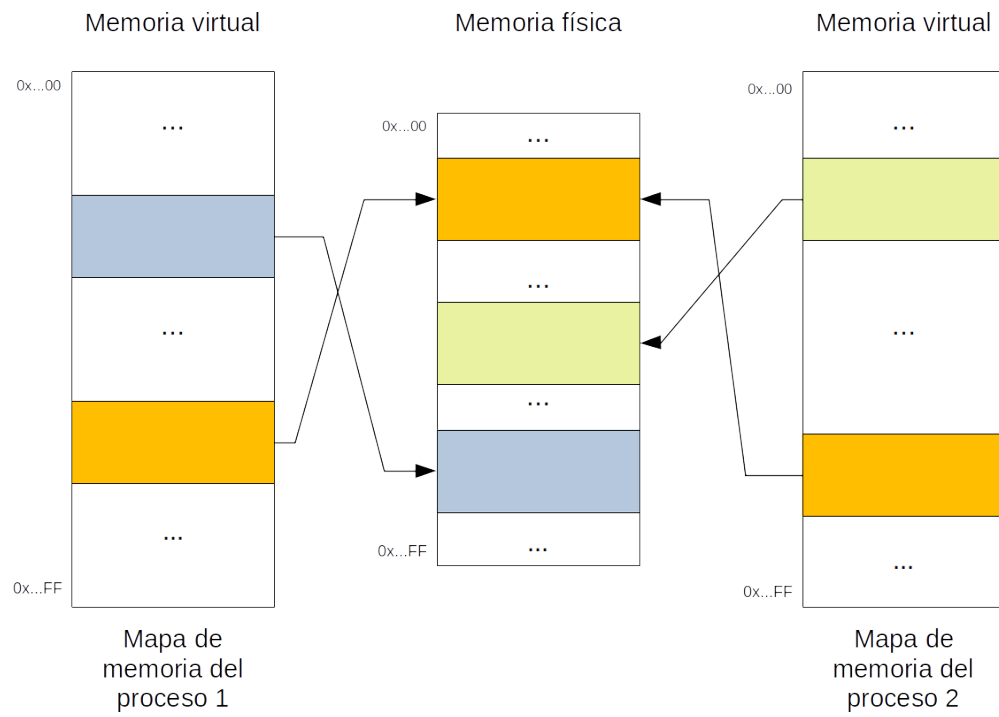 Memoria virtual
Memoria física
Memoria virtual
0x...00
...
...
...
0x...FF
Mapa de
memoria del
proceso 1
0x...00
...
...
...
0x...FF
...
0x...00
...
...
0x...FF
...
Mapa de
memoria del
proceso 2